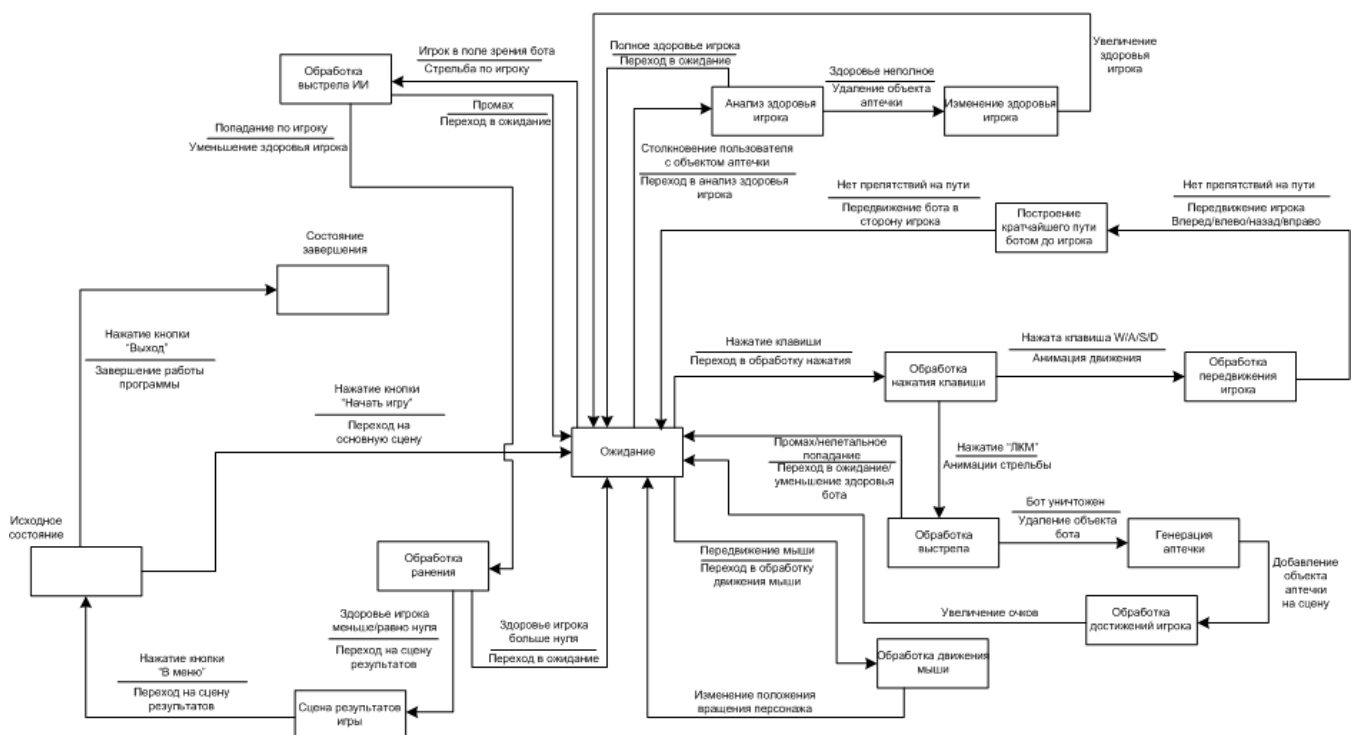 Увеличение
здоровья
игрока
Полное здоровье игрока
Переход в ожидание
Игрок в поле зрения бота
Стрельба по игроку
Обработка
выстрела ИИ
Здоровье неполное
Удаление объекта
аптечки
Анализ здоровья
игрока
Изменение здоровья
игрока
Промах
Переход в ожидание
Попадание по игроку
Уменьшение здоровья игрока
Столкновение пользователя
с объектом аптечки
Переход в анализ здоровья
игрока
Нет препятствий на пути
Передвижение бота в
сторону игрока
Построение
кратчайшего пути
ботом до игрока
Нет препятствий на пути
Передвижение игрока
Вперед/влево/назад/вправо
Состояние
завершения
Нажатие кнопки
"Выход"
Завершение работы
программы
Нажатие клавиши
Переход в обработку нажатия
Обработка
нажатия клавиши
Нажата клавиша W/A/S/D
Анимация движения
Обработка
передвижения
игрока
Нажатие кнопки
"Начать игру"
Переход на
основную сцену
Ожидание
Промах/нелетальное
попадание
Переход в ожидание/
уменьшение здоровья
бота
Нажатие "ЛКМ"
Анимации стрельбы
Бот уничтожен
Удаление объекта
бота
Обработка
выстрела
Генерация
аптечки
Исходное
состояние
Обработка
ранения
Передвижение мыши
Переход в обработку
движения мыши
Добавление
объекта
аптечки
на сцену
Увеличение очков
Обработка
достижений игрока
Здоровье игрока
меньше/равно нуля
Переход на сцену
результатов
Здоровье игрока
больше нуля
Переход в ожидание
Обработка движения
мыши
Нажатие кнопки
"В меню"
Переход на сцену
результатов
Сцена результатов
игры
Изменение положения
вращения персонажа